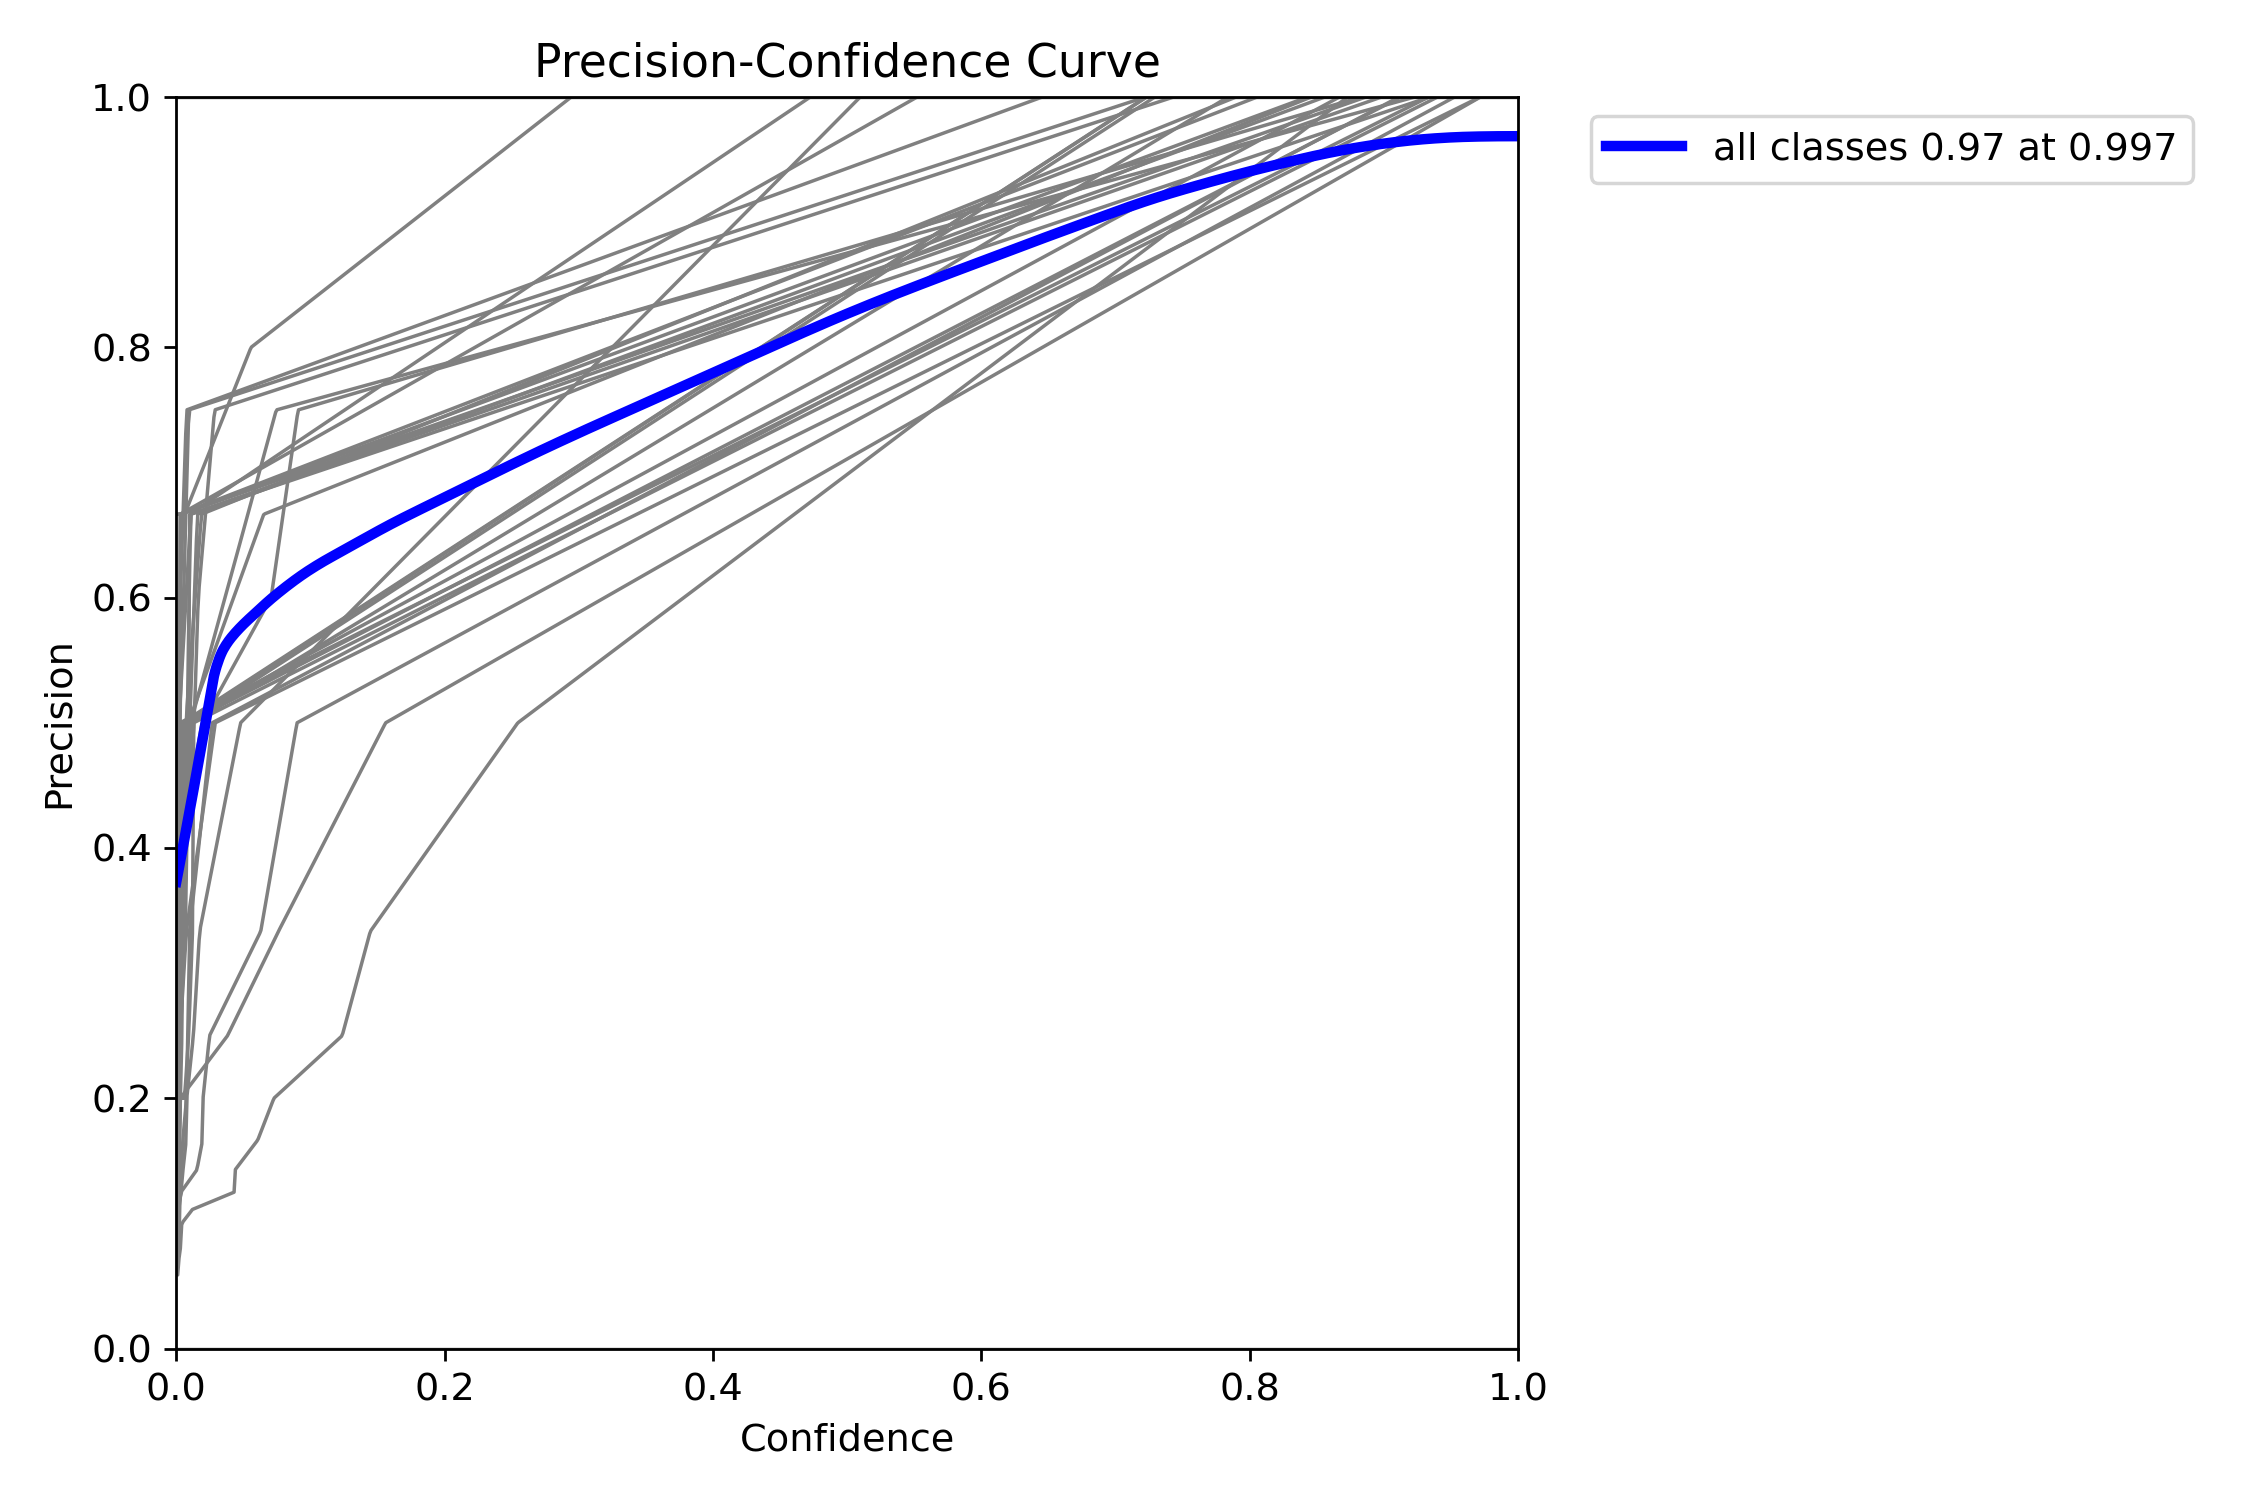 Precision-Confidence Curve
all classes 0.97 at 0.997
1.0
0.8
0.6
0.4
0.2
0.0
Precision
0.0 0.2 0.4 0.6 0.8 1.0
Confidence